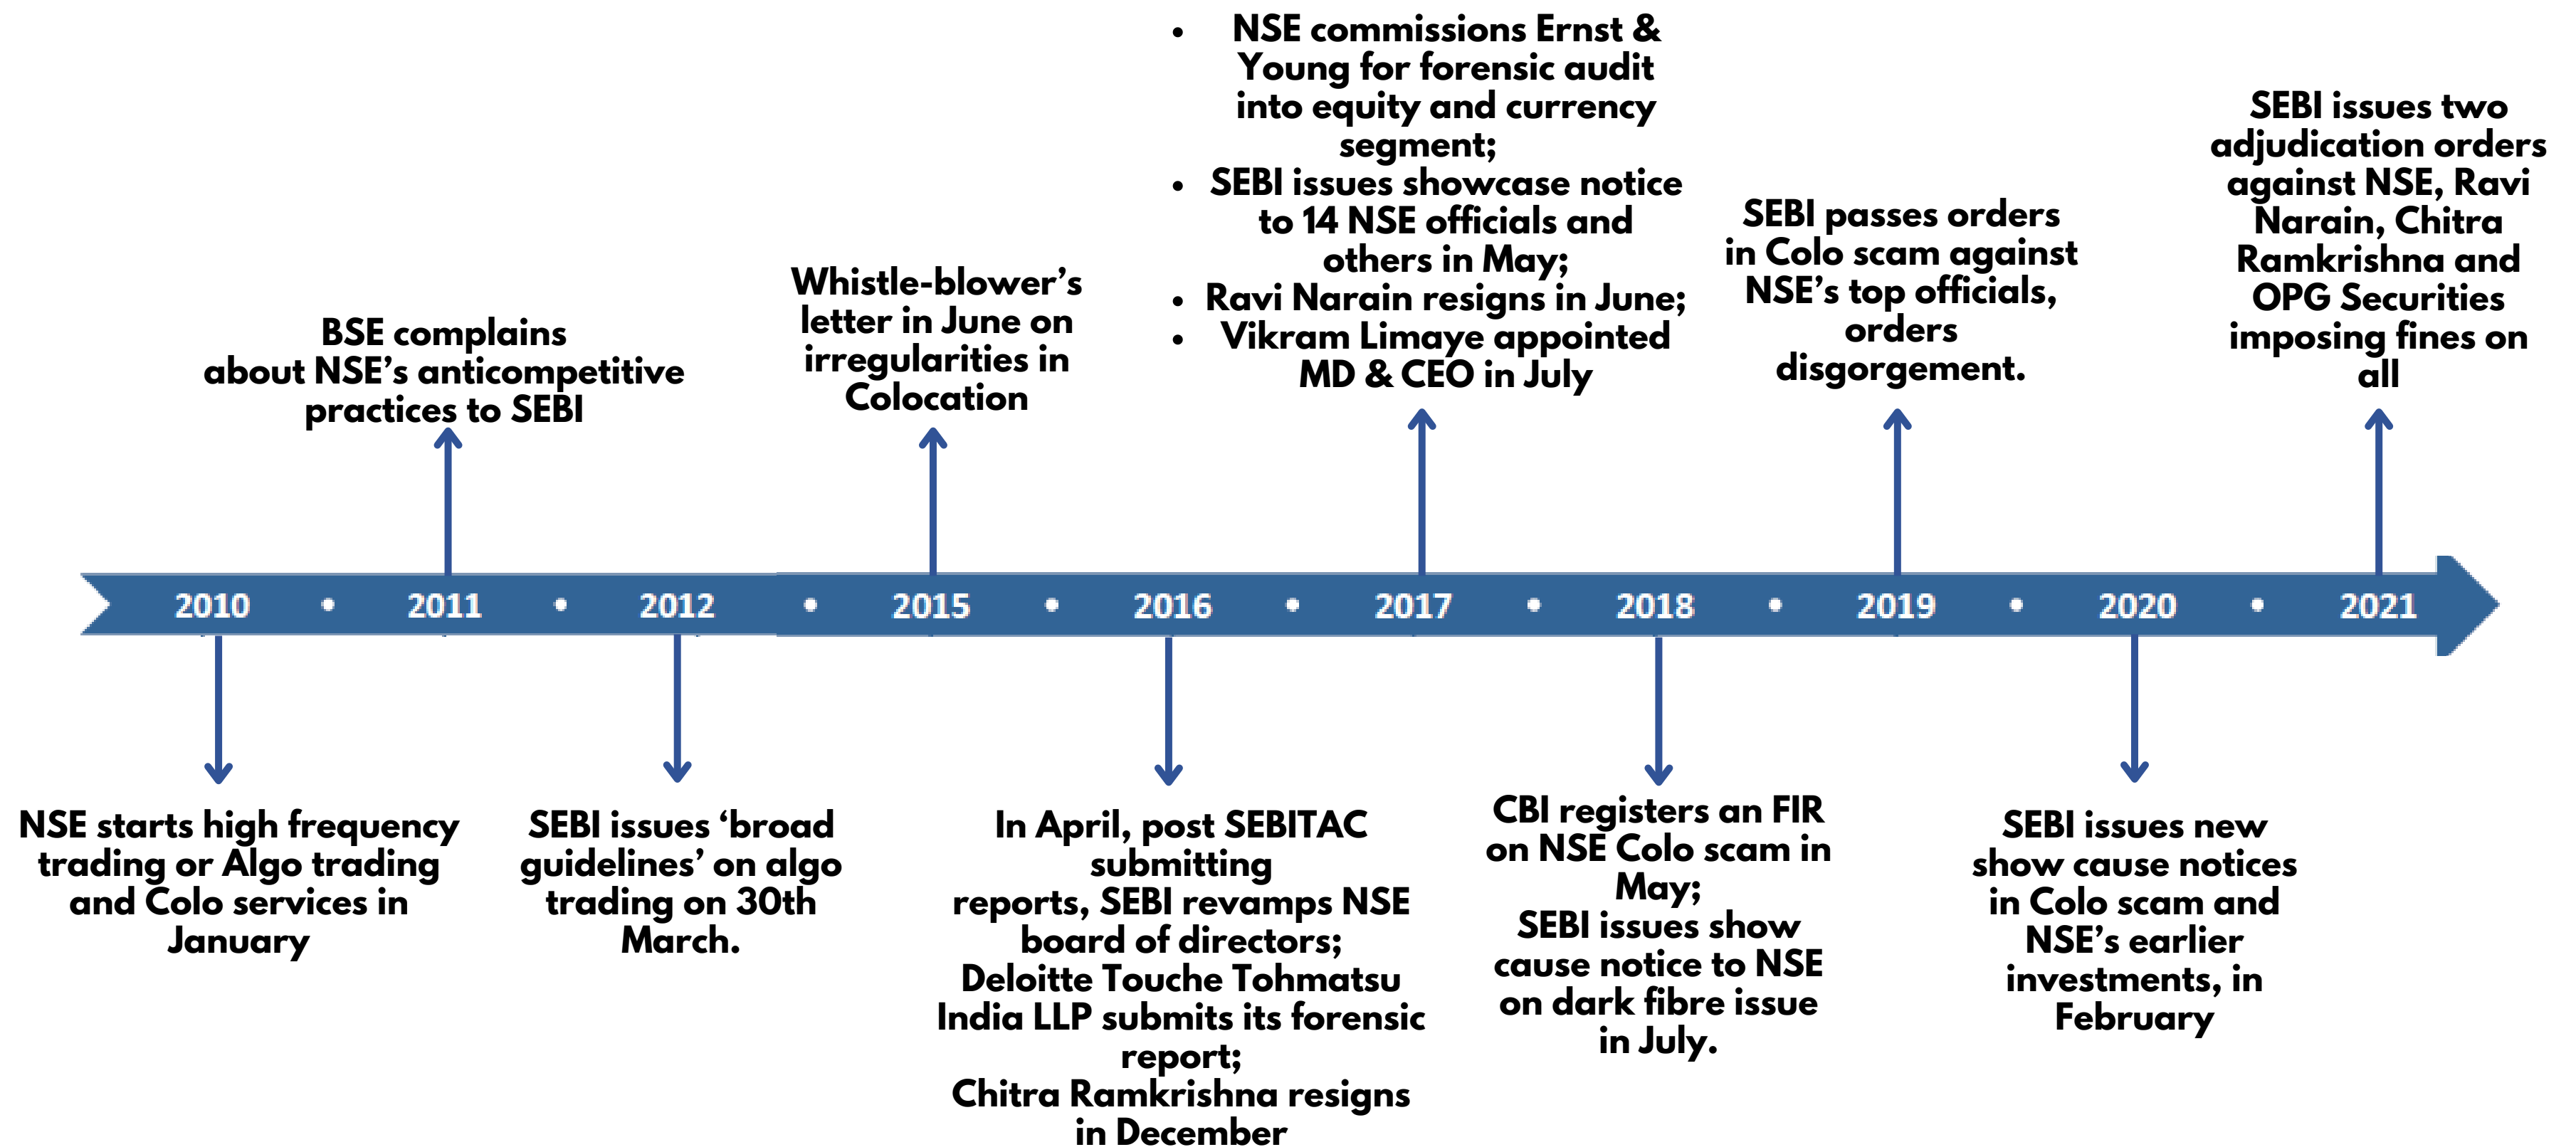 NSE commissions Ernst &
Young for forensic audit
into equity and currency
segment;
SEBI issues showcase notice
to 14 NSE officials and
others in May;
Ravi Narain resigns in June;
Vikram Limaye appointed
MD & CEO in July
SEBI issues two
adjudication orders
against NSE, Ravi
Narain, Chitra
Ramkrishna and
OPG Securities
imposing fines on
all
SEBI passes orders
in Colo scam against
NSE’s top officials,
orders
disgorgement.
Whistle-blower’s
letter in June on
irregularities in
Colocation
BSE complains
about NSE’s anticompetitive
practices to SEBI
2010 • 2011 • 2012 • 2015 • 2016 • 2017 • 2018 • 2019 • 2020 • 2021
NSE starts high frequency
trading or Algo trading
and Colo services in
January
SEBI issues ‘broad
guidelines’ on algo
trading on 30th
March.
In April, post SEBITAC
submitting
reports, SEBI revamps NSE
board of directors;
Deloitte Touche Tohmatsu
India LLP submits its forensic
report;
Chitra Ramkrishna resigns
in December
CBI registers an FIR
on NSE Colo scam in
May;
SEBI issues show
cause notice to NSE
on dark fibre issue
in July.
SEBI issues new
show cause notices
in Colo scam and
NSE’s earlier
investments, in
February